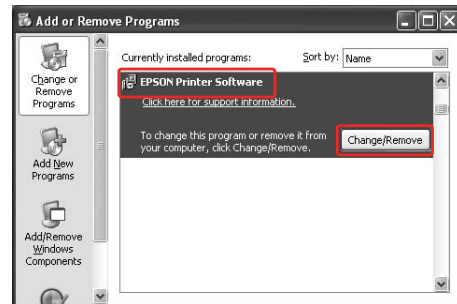 Add or Remove Programs
Change or
Remove
Programs
Add New
Programs
Add/Remove
Windows
Components
Currently installed programs:
Sort by: Name
EPSON Printer Software
Click here for support information.
To change this program or remove it from
your computer, click Change/Remove.
Change/Remove